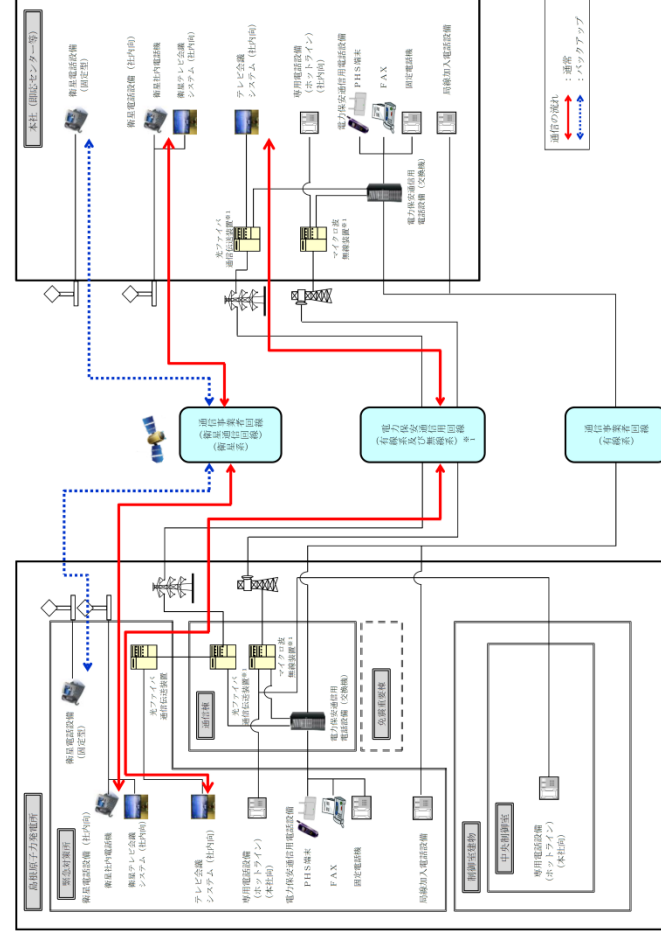 本社（即応センター等）
衛星電話設備
（固定型）
衛星電話設備（社内向）
衛星社内電話機
衛星テレビ会議
システム（社内向）
テレビ会議
システム（社内向）
専用電話設備
（ホットライン）
（社内向）
電力保安通信用電話設備
PHS端末
FAX
固定電話機
局線加入電話設備
光ファイバ
通信伝送装置※1
マイクロ波
無線装置※1
電力保安通信用
電話設備（交換機）
通信の流れ
：通常
：バックアップ
通信事業者回線
（衛星通信回線）
（衛星系）
電力保安通信用回線
（有線系及び無線系）※1
通信事業者回線
（有線系）
島根原子力発電所
緊急対策所
衛星電話設備
（固定型）
衛星電話設備（社内向）
衛星社内電話機
衛星テレビ会議
システム（社内向）
テレビ会議
システム（社内向）
専用電話設備
（ホットライン）
（本社向）
電力保安通信用電話設備
PHS端末
FAX
固定電話機
局線加入電話設備
光ファイバ
通信伝送装置
通信棟
光ファイバ
通信伝送装置※1
マイクロ波
無線装置※1
電力保安通信用
電話設備（交換機）
免震重要棟
制御室建物
中央制御室
専用電話設備
（ホットライン）
（本社向）